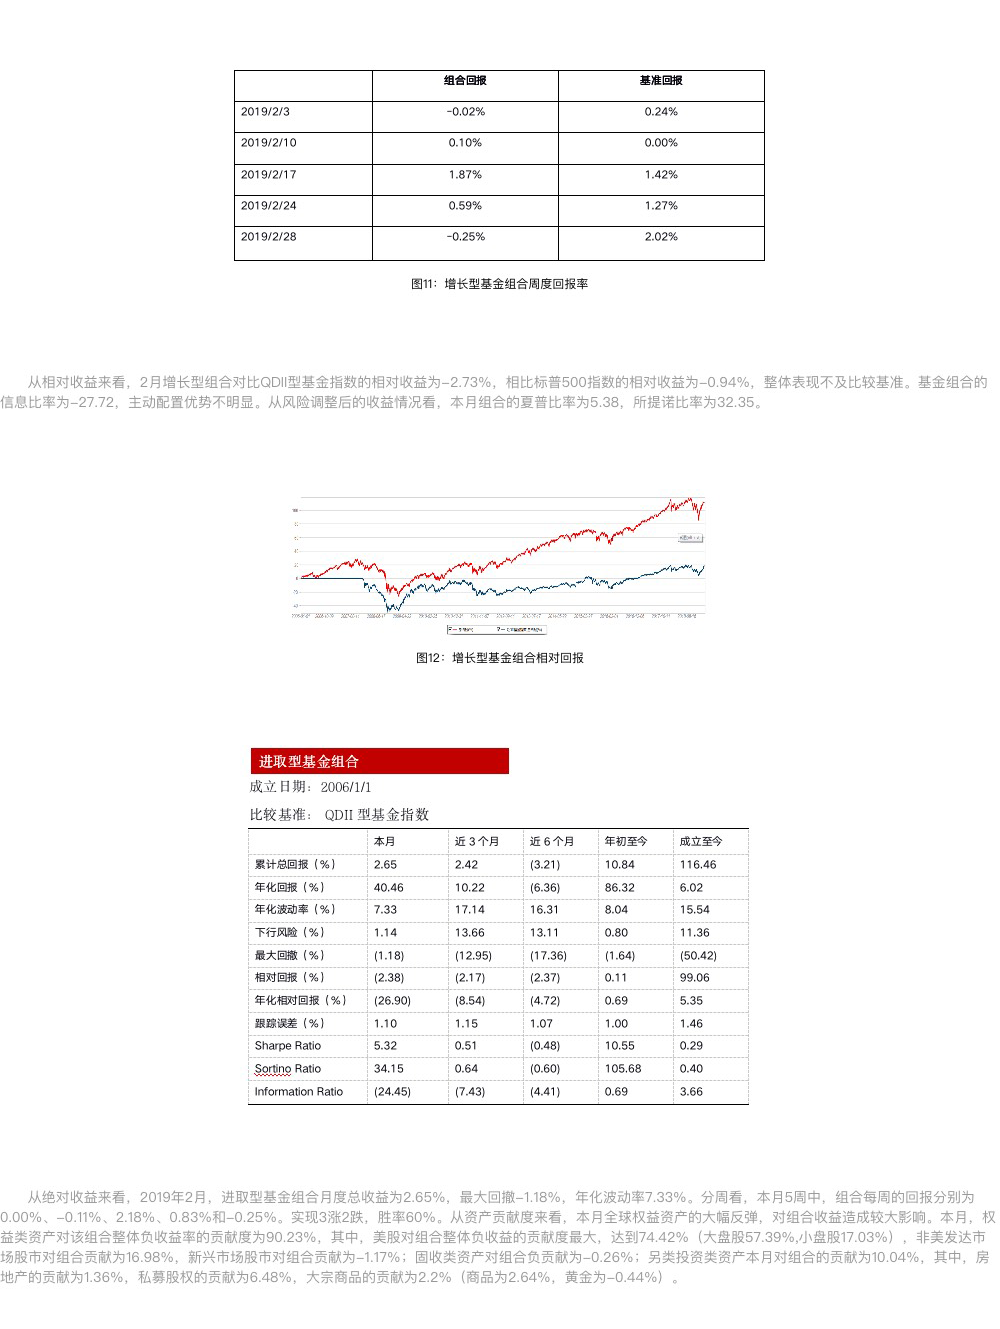 组合回报 基准回报
2019/2/3 -0.02% 0.24%
2019/2/10 0.10% 0.00%
2019/2/17 1.87% 1.42%
2019/2/24 0.59% 1.27%
2019/2/28 -0.25% 2.02%
图11：增长型基金组合周度回报率
从相对收益来看，2月增长型组合对比QDII型基金指数的相对收益为-2.73%，相比标普500指数的相对收益为-0.94%，整体表现不及比较基准。基金组合的
信息比率为-27.72，主动配置优势不明显。从风险调整后的收益情况看，本月组合的夏普比率为5.38，所提诺比率为32.35。
图12：增长型基金组合相对回报
进取型基金组合
成立日期：2006/1/1
比较基准： QDII 型基金指数
本月 近 3 个月 近 6 个月 年初至今 成立至今
累计总回报（%） 2.65 2.42 (3.21) 10.84 116.46
年化回报（%） 40.46 10.22 (6.36) 86.32 6.02
年化波动率（%） 7.33 17.14 16.31 8.04 15.54
下行风险（%） 1.14 13.66 13.11 0.80 11.36
最大回撤（%） (1.18) (12.95) (17.36) (1.64) (50.42)
相对回报（%） (2.38) (2.17) (2.37) 0.11 99.06
年化相对回报（%） (26.90) (8.54) (4.72) 0.69 5.35
跟踪误差（%） 1.10 1.15 1.07 1.00 1.46
Sharpe Ratio 5.32 0.51 (0.48) 10.55 0.29
Sortino Ratio 34.15 0.64 (0.60) 105.68 0.40
Information Ratio (24.45) (7.43) (4.41) 0.69 3.66
从绝对收益来看，2019年2月，进取型基金组合月度总收益为2.65%，最大回撤-1.18%，年化波动率7.33%。分周看，本月5周中，组合每周的回报分别为
0.00%、-0.11%、2.18%、0.83%和-0.25%。实现3涨2跌，胜率60%。从资产贡献度来看，本月全球权益资产的大幅反弹，对组合收益造成较大影响。本月，权
益类资产对该组合整体负收益率的贡献度为90.23%，其中，美股对组合整体负收益的贡献度最大，达到74.42%（大盘股57.39%,小盘股17.03%），非美发达市
场股市对组合贡献为16.98%，新兴市场股市对组合贡献为-1.17%；固收类资产对组合负贡献为-0.26%；另类投资类资产本月对组合的贡献为10.04%，其中，房
地产的贡献为1.36%，私募股权的贡献为6.48%，大宗商品的贡献为2.2%（商品为2.64%，黄金为-0.44%）。